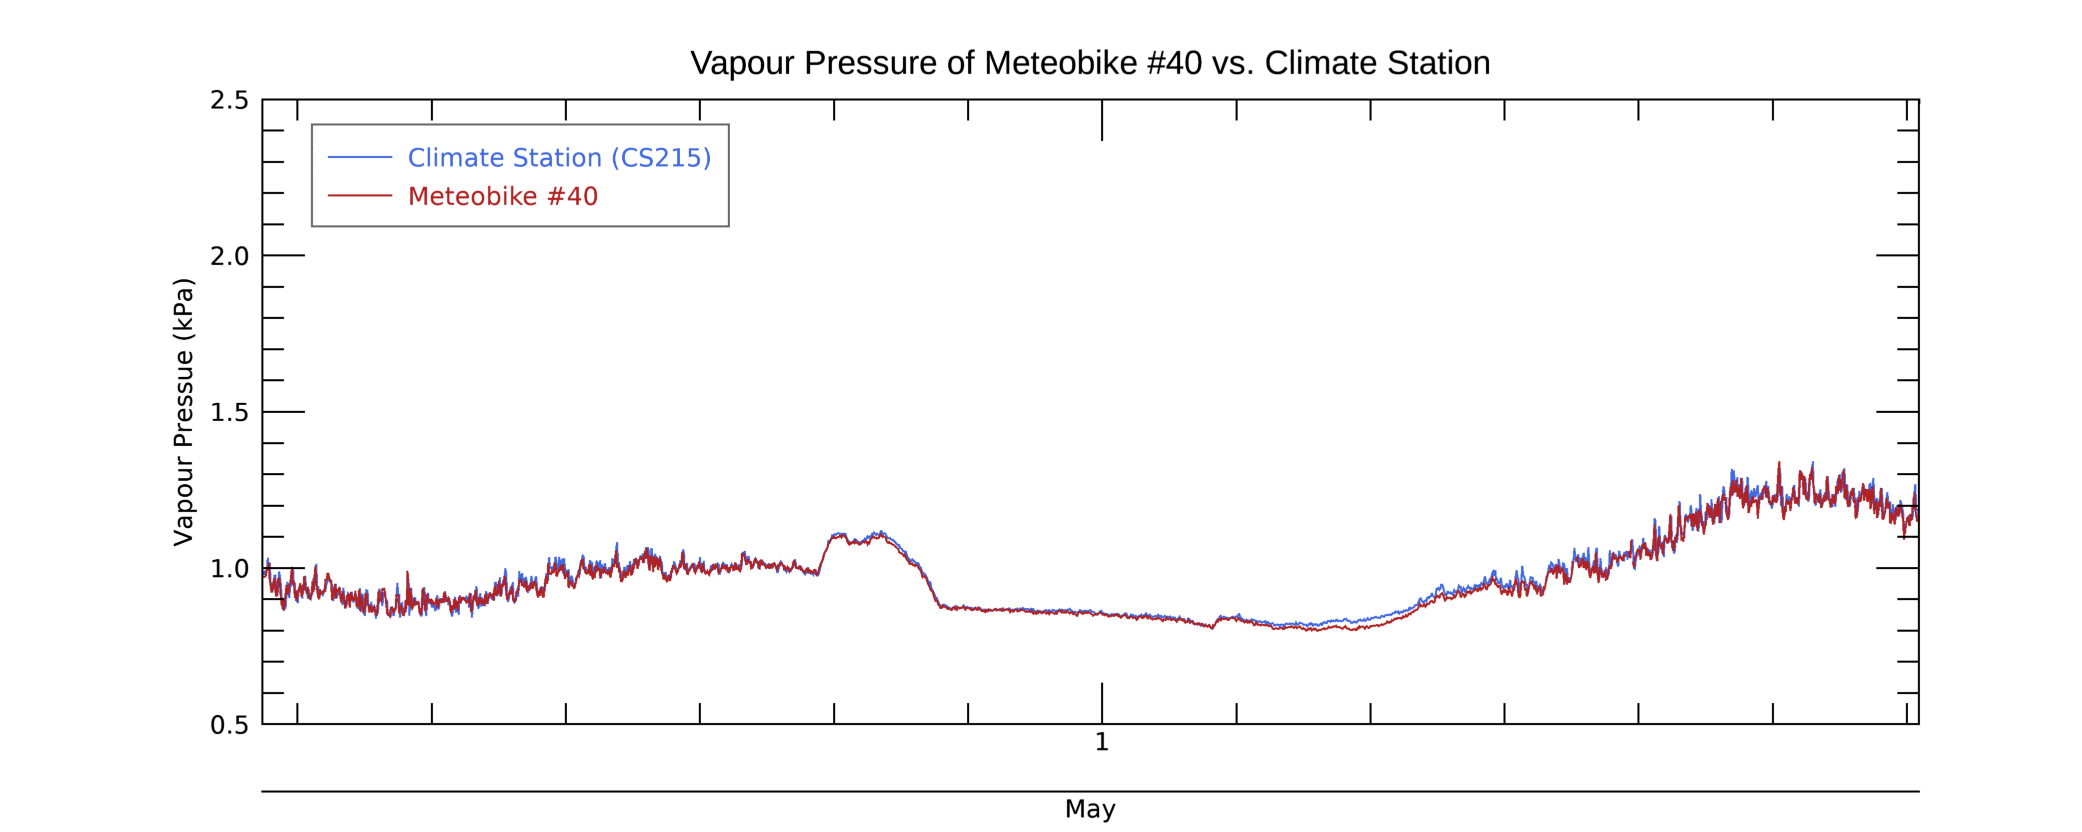 Vapour Pressure of Meteobike #40 vs. Climate Station
2.5
Climate Station (CS215)
Meteobike #40
2.0
1.5
1.0
0.5
Vapour Pressue (kPa)
1
May